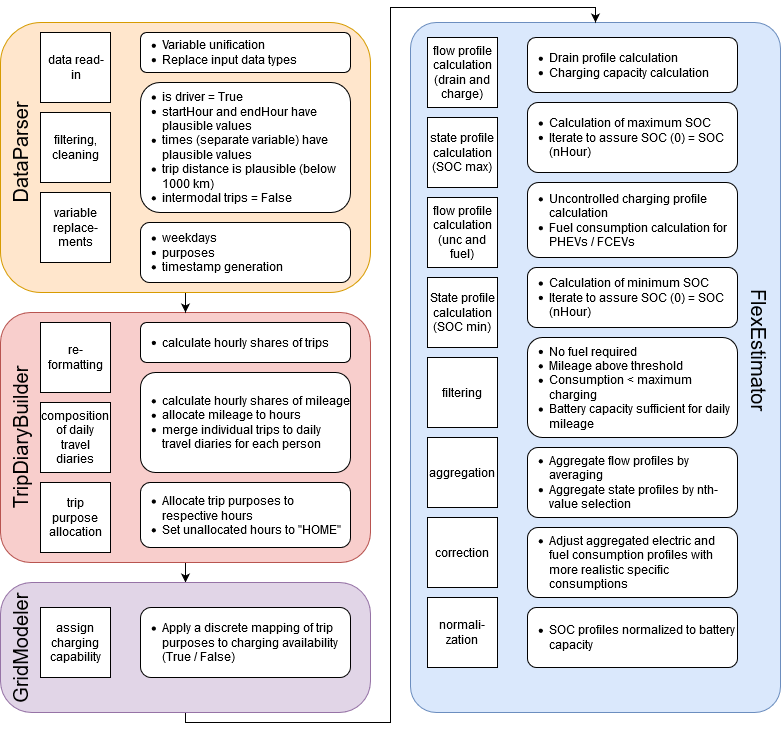 DataParser
data read-
in
• Variable unification
• Replace input data types
filtering,
cleaning
• is driver = True
• startHour and endHour have
plausible values
• times (separate variable) have
plausible values
• trip distance is plausible (below
1000 km)
• intermodal trips = False
variable
replace-
ments
• weekdays
• purposes
• timestamp generation
TripDiaryBuilder
re-
formatting
• calculate hourly shares of trips
composition
of daily
travel
diaries
• calculate hourly shares of mileage
• allocate mileage to hours
• merge individual trips to daily
travel diaries for each person
trip
purpose
allocation
• Allocate trip purposes to
respective hours
• Set unallocated hours to "HOME"
GridModeler
assign
charging
capability
• Apply a discrete mapping of trip
purposes to charging availability
(True / False)
FlexEstimator
flow profile
calculation
(drain and
charge)
• Drain profile calculation
• Charging capacity calculation
state profile
calculation
(SOC max)
• Calculation of maximum SOC
• Iterate to assure SOC (0) = SOC
(nHour)
flow profile
calculation
(unc and
fuel)
• Uncontrolled charging profile
calculation
• Fuel consumption calculation for
PHEVs / FCEVs
State profile
calculation
(SOC min)
• Calculation of minimum SOC
• Iterate to assure SOC (0) = SOC
(nHour)
filtering
• No fuel required
• Mileage above threshold
• Consumption < maximum
charging
• Battery capacity sufficient for daily
mileage
aggregation
• Aggregate flow profiles by
averaging
• Aggregate state profiles by nth-
value selection
correction
• Adjust aggregated electric and
fuel consumption profiles with
more realistic specific
consumptions
normali-
zation
• SOC profiles normalized to battery
capacity